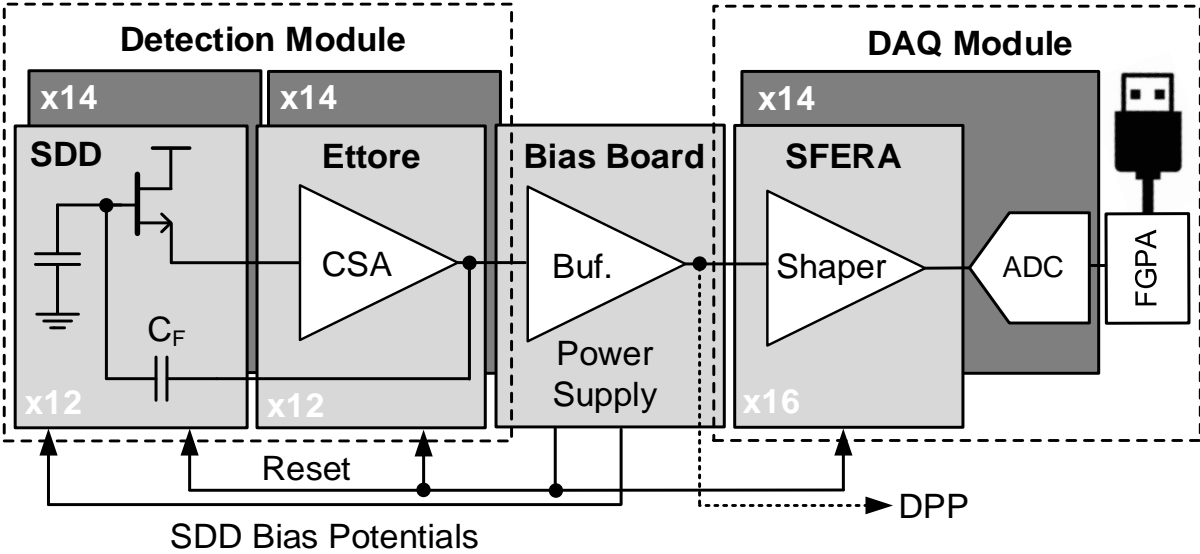 Detection Module
DAQ Module
x14
x14
x14
SDD
Ettore
Bias Board
SFERA
CSA
Buf.
Shaper
ADC
FGPA
CF
Power
Supply
x12
x12
x16
Reset
DPP
SDD Bias Potentials